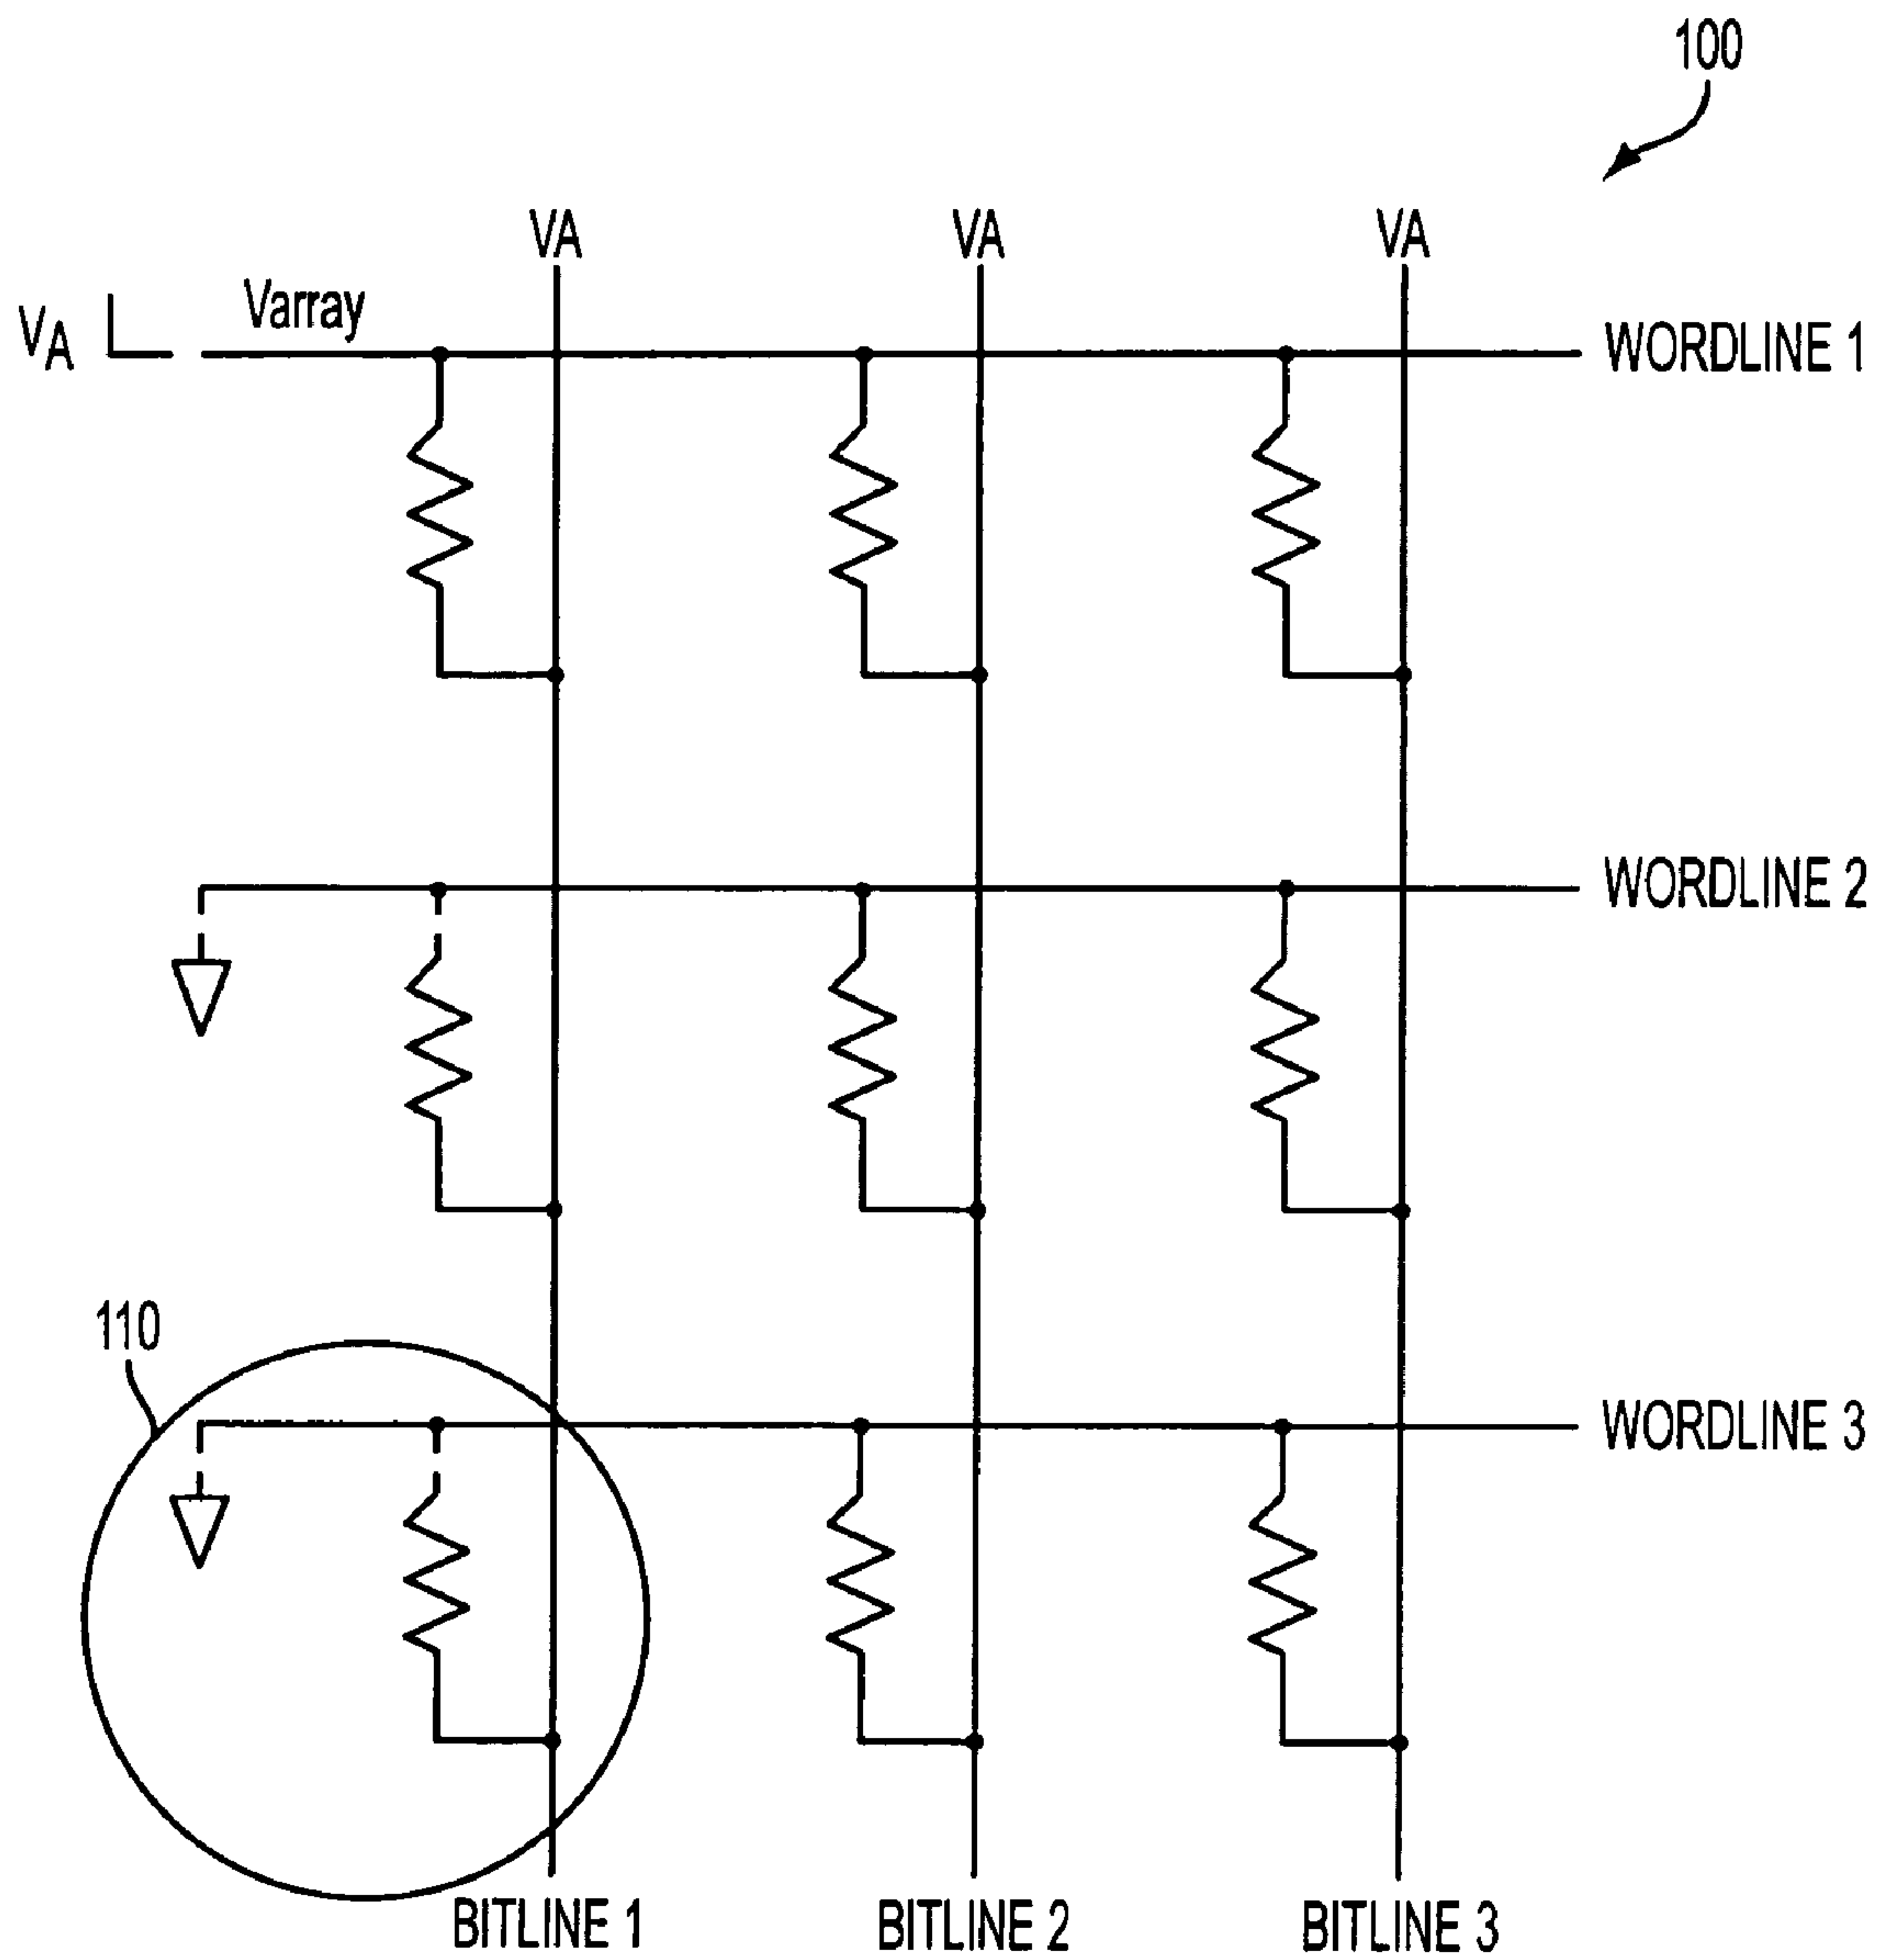 100
VA VA VA
VA Varray WORDLINE 1
WORDLINE 2
110
WORDLINE 3
BITLINE 1 BITLINE 2 BITLINE 3